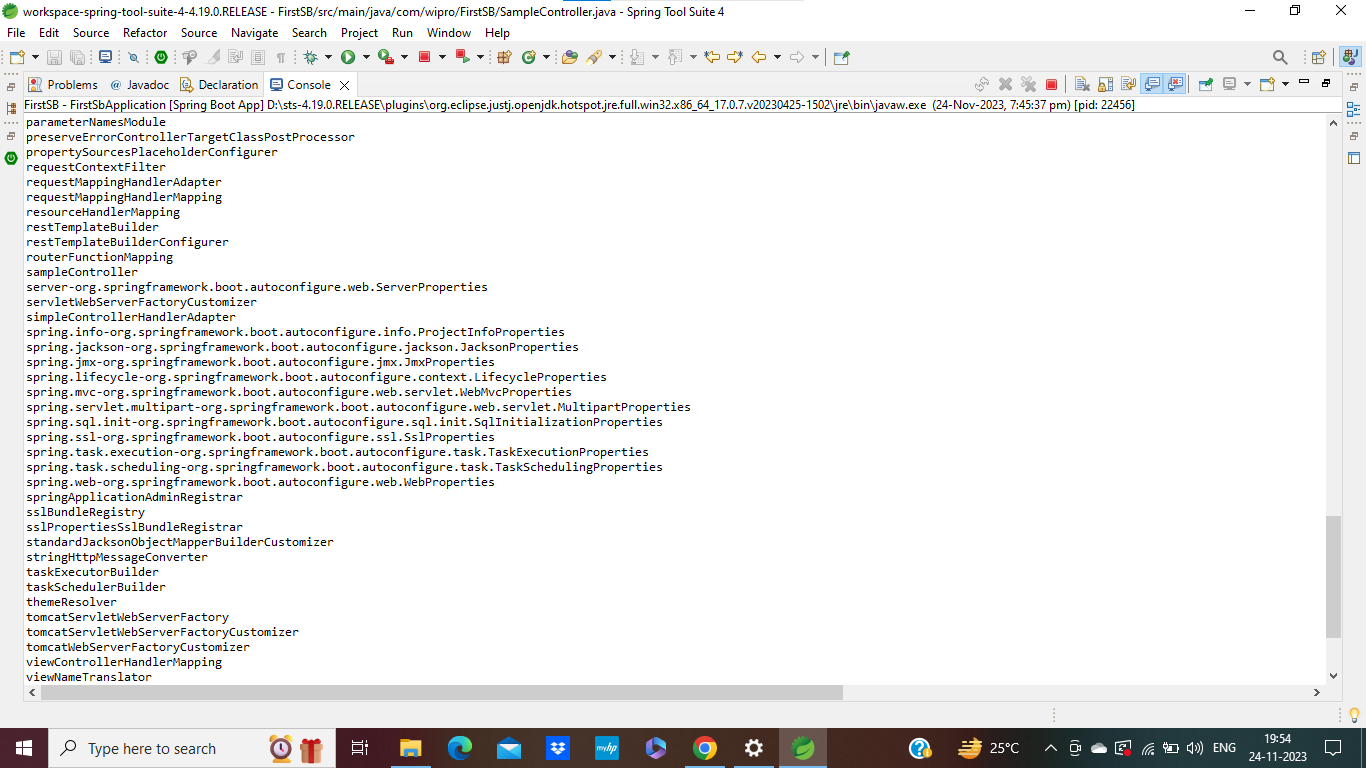 workspace-spring-tool-suite-4-4.19.0.RELEASE - FirstSB/src/main/java/com/wipro/FirstSB/SampleController.java - Spring Tool Suite 4
File Edit Source Refactor Source Navigate Search Project Run Window Help
Problems @ Javadoc Declaration Console
FirstSB - FirstSbApplication [Spring Boot App] D:\sts-4.19.0.RELEASE\plugins\org.eclipse.justj.openjdk.hotspot.jre.full.win32.x86_64_17.0.7.v20230425-1502\jre\bin\javaw.exe (24-Nov-2023, 7:45:37 pm) [pid: 22456]
parameterNamesModule
preserveErrorControllerTargetClassPostProcessor
propertySourcesPlaceholderConfigurer
requestContextFilter
requestMappingHandlerAdapter
requestMappingHandlerMapping
resourceHandlerMapping
restTemplateBuilder
restTemplateBuilderConfigurer
routerFunctionMapping
sampleController
server-org.springframework.boot.autoconfigure.web.ServerProperties
servletWebServerFactoryCustomizer
simpleControllerHandlerAdapter
spring.info-org.springframework.boot.autoconfigure.info.ProjectInfoProperties
spring.jackson-org.springframework.boot.autoconfigure.jackson.JacksonProperties
spring.jmx-org.springframework.boot.autoconfigure.jmx.JmxProperties
spring.lifecycle-org.springframework.boot.autoconfigure.context.LifecycleProperties
spring.mvc-org.springframework.boot.autoconfigure.web.servlet.WebMvcProperties
spring.servlet.multipart-org.springframework.boot.autoconfigure.web.servlet.MultipartProperties
spring.sql.init-org.springframework.boot.autoconfigure.sql.init.SqlInitializationProperties
spring.ssl-org.springframework.boot.autoconfigure.ssl.SslProperties
spring.task.execution-org.springframework.boot.autoconfigure.task.TaskExecutionProperties
spring.task.scheduling-org.springframework.boot.autoconfigure.task.TaskSchedulingProperties
spring.web-org.springframework.boot.autoconfigure.web.WebProperties
springApplicationAdminRegistrar
sslBundleRegistry
sslPropertiesSslBundleRegistrar
standardJacksonObjectMapperBuilderCustomizer
stringHttpMessageConverter
taskExecutorBuilder
taskSchedulerBuilder
themeResolver
tomcatServletWebServerFactory
tomcatServletWebServerFactoryCustomizer
tomcatWebServerFactoryCustomizer
viewControllerHandlerMapping
viewNameTranslator
Type here to search
myhp
25°C
ENG
19:54
24-11-2023